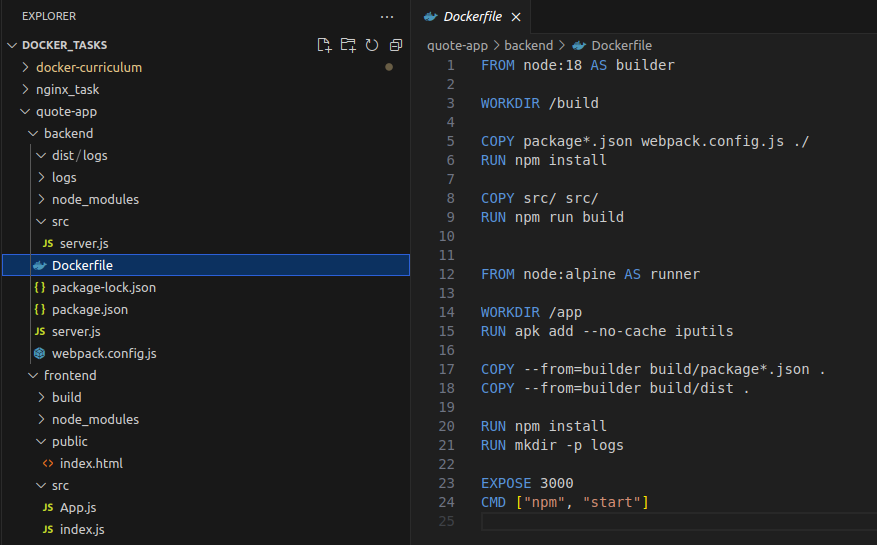 EXPLORER
DOCKER_TASKS
docker-curriculum
nginx_task
quote-app
backend
dist/logs
logs
node_modules
src
JS server.js
Dockerfile
{} package-lock.json
{} package.json
JS server.js
webpack.config.js
frontend
build
node_modules
public
<> index.html
src
JS App.js
JS index.js
Dockerfile
quote-app > backend > Dockerfile
1 FROM node:18 AS builder
2
3 WORKDIR /build
4
5 COPY package*.json webpack.config.js ./
6 RUN npm install
7
8 COPY src/ src/
9 RUN npm run build
10
11
12 FROM node:alpine AS runner
13
14 WORKDIR /app
15 RUN apk add --no-cache iputils
16
17 COPY --from=builder build/package*.json .
18 COPY --from=builder build/dist .
19
20 RUN npm install
21 RUN mkdir -p logs
22
23 EXPOSE 3000
24 CMD ["npm", "start"]
25